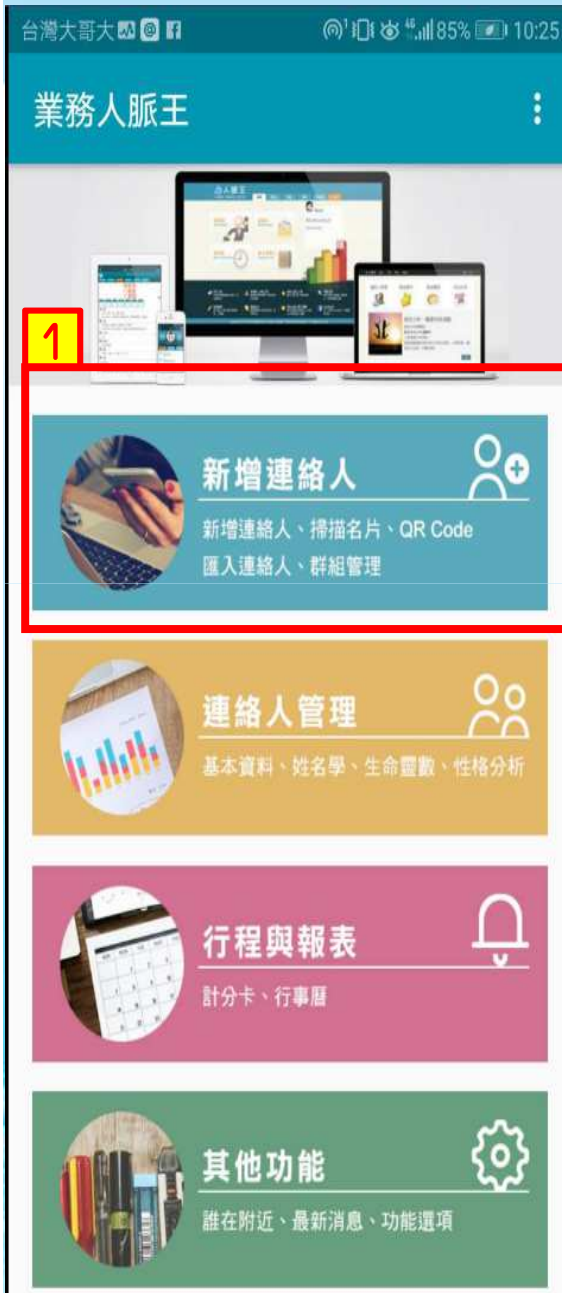 台灣大哥大 85% 10:25
業務人脈王
人脈王
1
新增連絡人
新增連絡人、掃描名片、QR Code
匯入連絡人、群組管理
連絡人管理
基本資料、姓名學、生命靈數、性格分析
行程與報表
計分卡、行事曆
其他功能
誰在附近、最新消息、功能選項